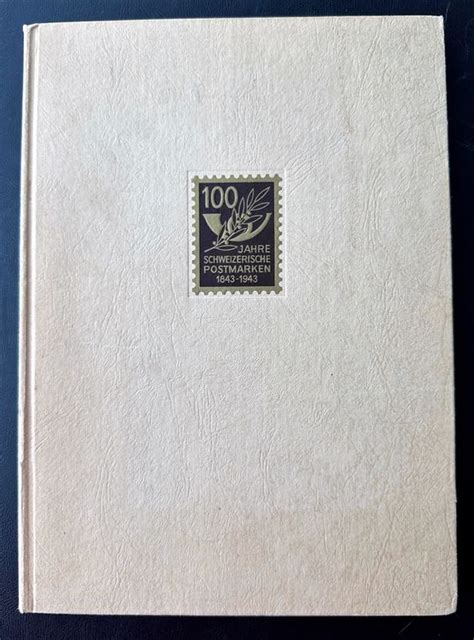 100
JAHRE
SCHWEIZERISCHE
POSTMARKEN
1843-1943